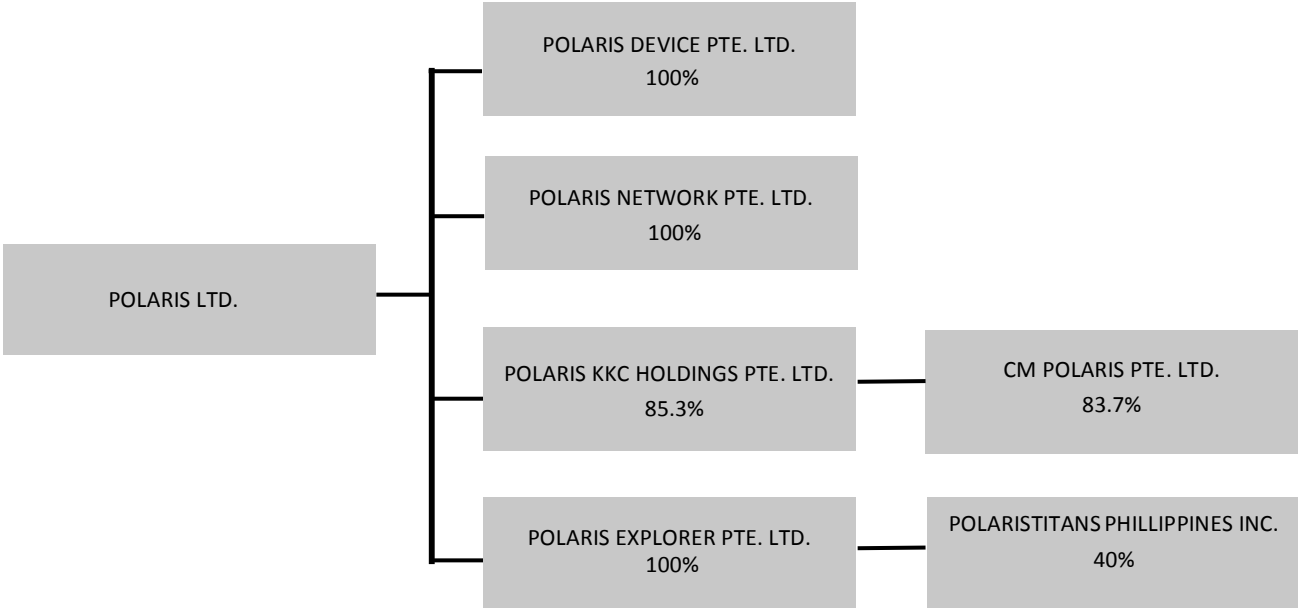 POLARIS LTD.
POLARIS DEVICE PTE. LTD.
100%
POLARIS NETWORK PTE. LTD.
100%
POLARIS KKC HOLDINGS PTE. LTD.
85.3%
CM POLARIS PTE. LTD.
83.7%
POLARIS EXPLORER PTE. LTD.
100%
POLARISTITANS PHILLIPPINES INC.
40%